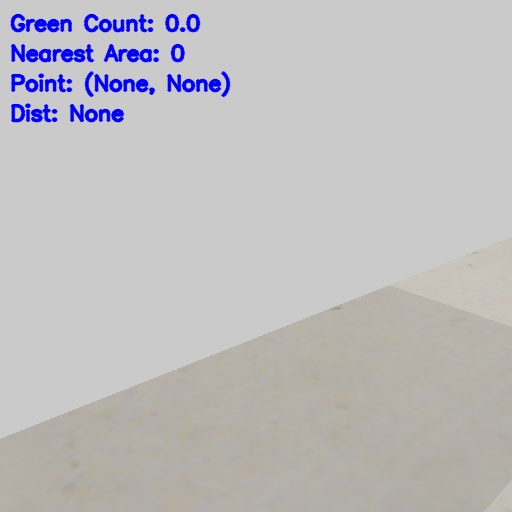 Green Count: 0.0
Nearest Area: 0
Point: (None, None)
Dist: None